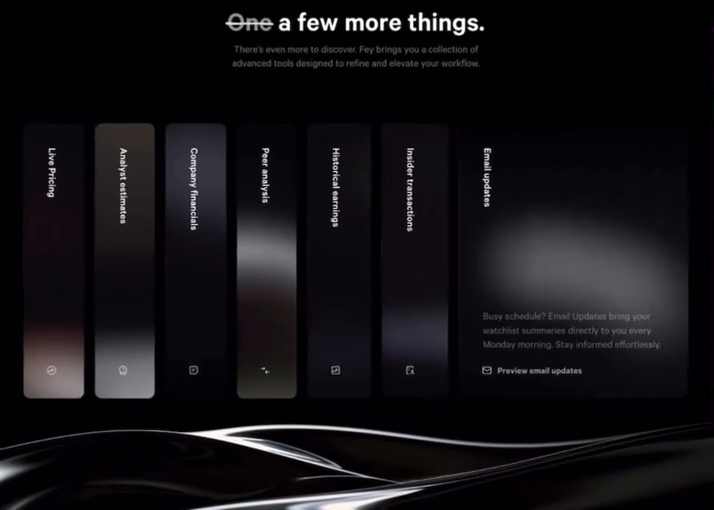 One a few more things.
There's even more to discover. Fey brings you a collection of
advanced tools designed to refine and elevate your workflow.
Live Pricing
Analyst estimates
Company financials
Peer analysis
Historical earnings
Insider transactions
Email updates
Busy schedule? Email Updates bring your
watchlist summaries directly to you every
Monday morning. Stay informed effortlessly.
Preview email updates